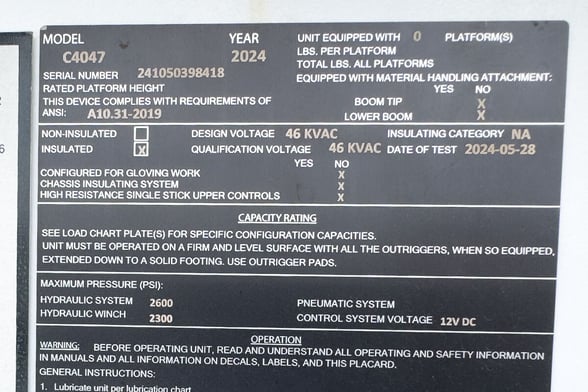 MODEL YEAR UNIT EQUIPPED WITH 0 PLATFORM(S)
C4047 2024 LBS. PER PLATFORM
TOTAL LBS. ALL PLATFORMS
SERIAL NUMBER 241050398418 EQUIPPED WITH MATERIAL HANDLING ATTACHMENT:
RATED PLATFORM HEIGHT YES NO
THIS DEVICE COMPLIES WITH REQUIREMENTS OF BOOM TIP X
ANSI: A10.31-2019 LOWER BOOM X
NON-INSULATED DESIGN VOLTAGE 46 KVAC INSULATING CATEGORY NA
INSULATED X QUALIFICATION VOLTAGE 46 KVAC DATE OF TEST 2024-05-28
YES NO
CONFIGURED FOR GLOVING WORK X
CHASSIS INSULATING SYSTEM X
HIGH RESISTANCE SINGLE STICK UPPER CONTROLS X
CAPACITY RATING
SEE LOAD CHART PLATE(S) FOR SPECIFIC CONFIGURATION CAPACITIES.
UNIT MUST BE OPERATED ON A FIRM AND LEVEL SURFACE WITH ALL THE OUTRIGGERS, WHEN SO EQUIPPED,
EXTENDED DOWN TO A SOLID FOOTING. USE OUTRIGGER PADS.
MAXIMUM PRESSURE (PSI):
HYDRAULIC SYSTEM 2600 PNEUMATIC SYSTEM
HYDRAULIC WINCH 2300 CONTROL SYSTEM VOLTAGE 12V DC
OPERATION
WARNING: BEFORE OPERATING UNIT, READ AND UNDERSTAND ALL OPERATING AND SAFETY INFORMATION
IN MANUALS AND ALL INFORMATION ON DECALS, LABELS, AND THIS PLACARD.
GENERAL INSTRUCTIONS:
1. Lubricate unit per lubrication chart